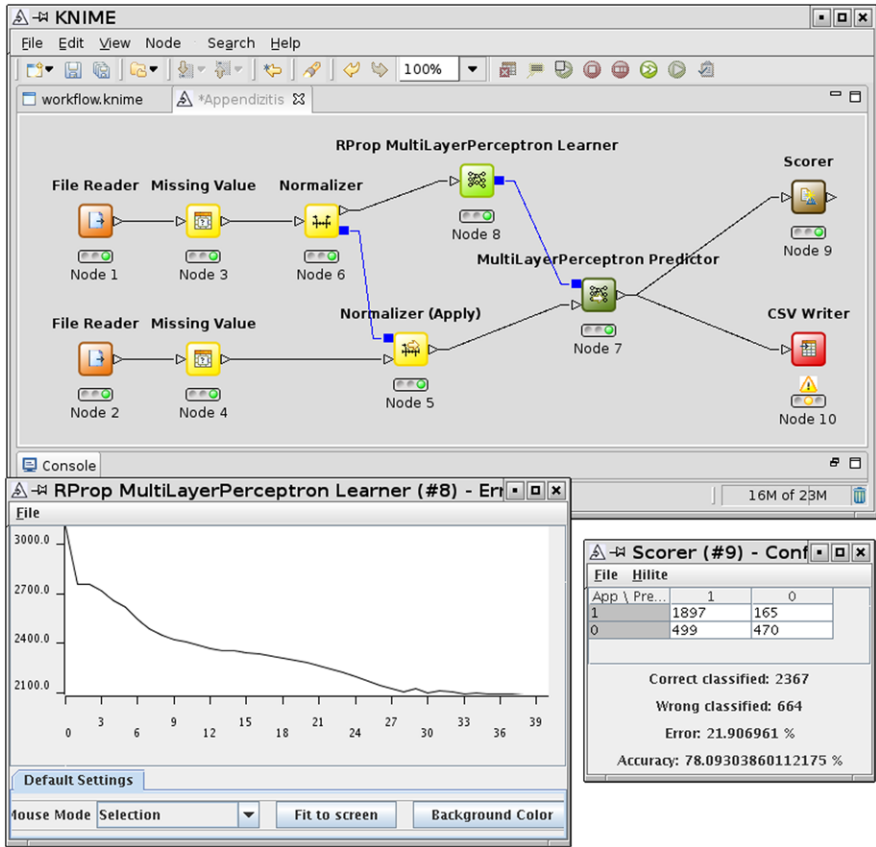 KNIME
File Edit View Node Search Help
100%
workflow.knime *Appendizitis
RProp MultiLayerPerceptron Learner
Scorer
File Reader Missing Value Normalizer
Node 8
Node 9
Node 1 Node 3 Node 6
MultiLayerPerceptron Predictor
File Reader Missing Value Normalizer (Apply) CSV Writer
Node 7
Node 2 Node 4 Node 5
Node 10
Console
16M of 23M
RProp MultiLayerPerceptron Learner (#8) - Err
File
3000.0
2700.0
2400.0
2100.0
3 9 15 21 27 33 39
0 6 12 18 24 30 36
Default Settings
Mouse Mode Selection Fit to screen Background Color
Scorer (#9) - Conf
File Hilite
App \ Pre... 1 0
1 1897 165
0 499 470
Correct classified: 2367
Wrong classified: 664
Error: 21.906961 %
Accuracy: 78.09303860112175 %